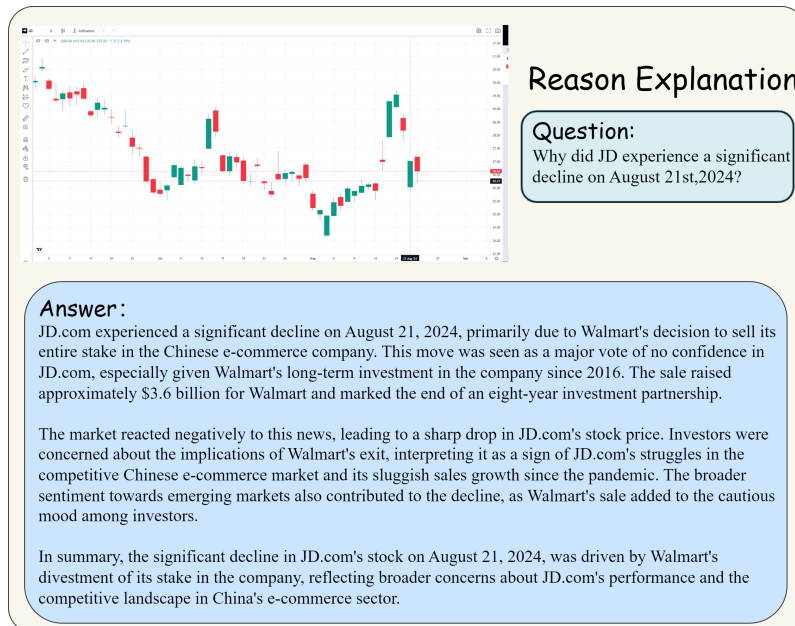 JD
Indicators
Reason Explanation
Question:
Why did JD experience a significant
decline on August 21st,2024?
Jul
Aug
21 Aug '24
Answer:
JD.com experienced a significant decline on August 21, 2024, primarily due to Walmart's decision to sell its
entire stake in the Chinese e-commerce company. This move was seen as a major vote of no confidence in
JD.com, especially given Walmart's long-term investment in the company since 2016. The sale raised
approximately $3.6 billion for Walmart and marked the end of an eight-year investment partnership.
The market reacted negatively to this news, leading to a sharp drop in JD.com's stock price. Investors were
concerned about the implications of Walmart's exit, interpreting it as a sign of JD.com's struggles in the
competitive Chinese e-commerce market and its sluggish sales growth since the pandemic. The broader
sentiment towards emerging markets also contributed to the decline, as Walmart's sale added to the cautious
mood among investors.
In summary, the significant decline in JD.com's stock on August 21, 2024, was driven by Walmart's
divestment of its stake in the company, reflecting broader concerns about JD.com's performance and the
competitive landscape in China's e-commerce sector.